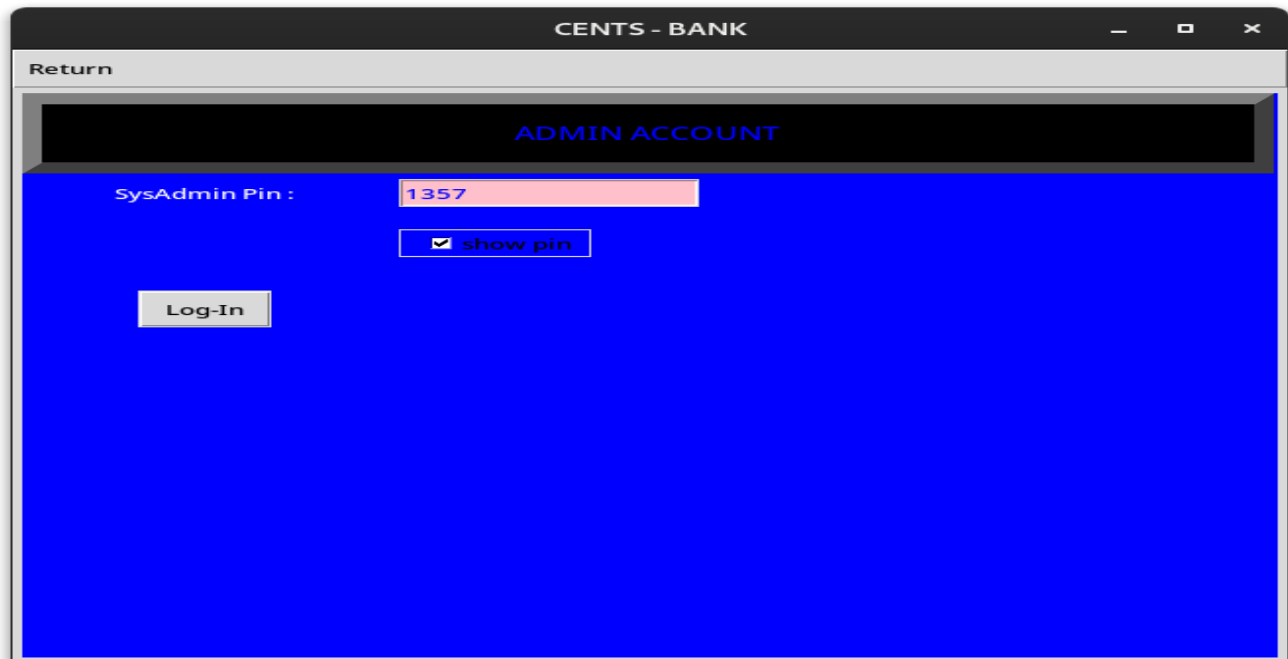 CENTS - BANK
Return
ADMIN ACCOUNT
SysAdmin Pin : 1357
show pin
Log-In